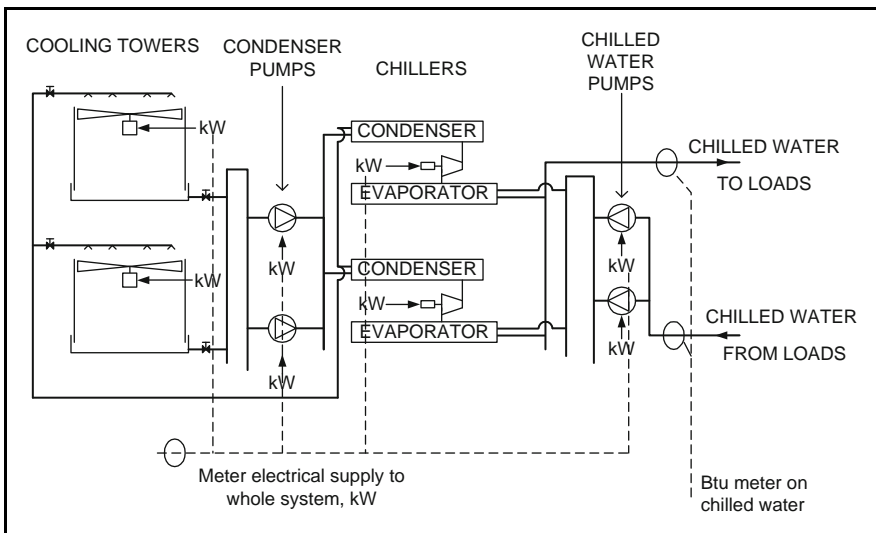 COOLING TOWERS
CONDENSER
PUMPS
CHILLERS
CHILLED
WATER
PUMPS
kW
CONDENSER
kW
EVAPORATOR
CHILLED WATER
TO LOADS
kW
kW
kW
CONDENSER
kW
EVAPORATOR
kW
kW
CHILLED WATER
FROM LOADS
Meter electrical supply to
whole system, kW
Btu meter on
chilled water